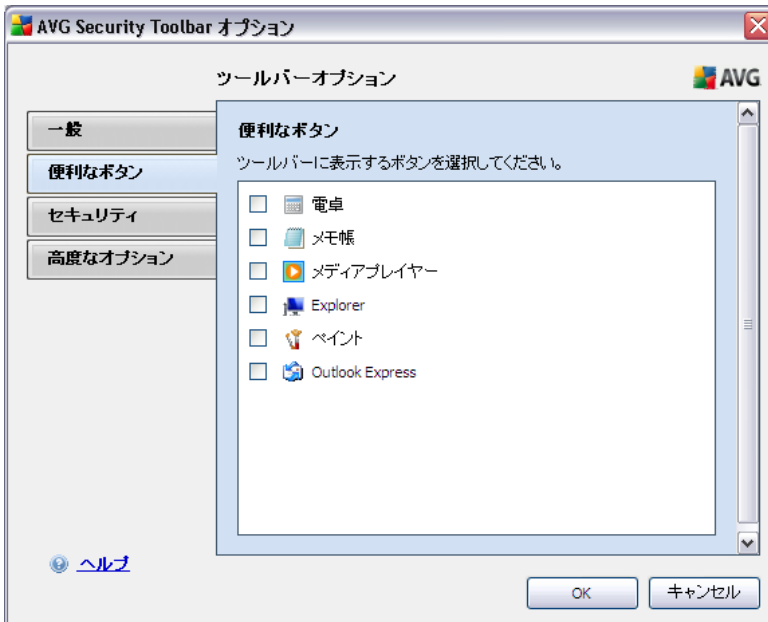 AVG Security Toolbar オプション
ツールバーオプション
AVG
一般
便利なボタン
セキュリティ
高度なオプション
便利なボタン
ツールバーに表示するボタンを選択してください。
電卓
メモ帳
メディアプレイヤー
Explorer
ペイント
Outlook Express
ヘルプ
OK
キャンセル